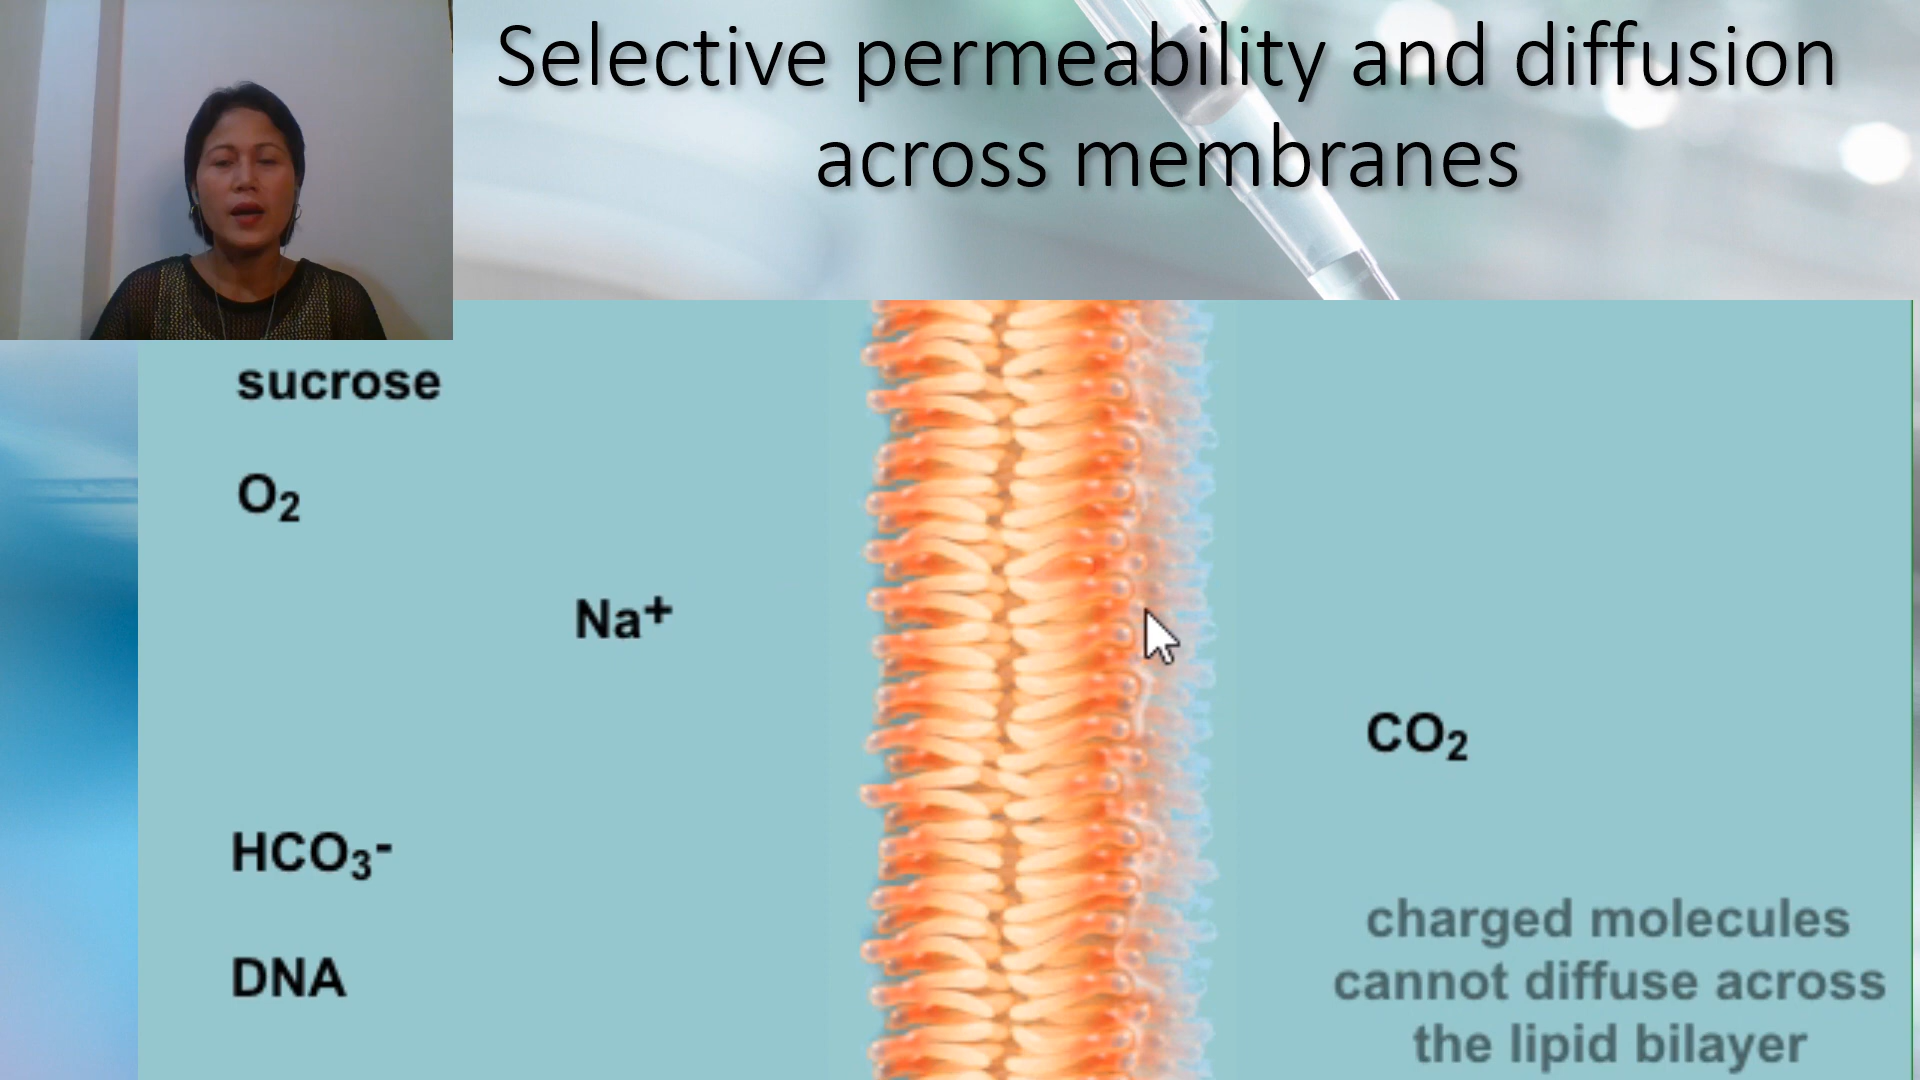 Selective permeability and diffusion
across membranes
sucrose
O₂
Na⁺
CO₂
HCO₃⁻
DNA
charged molecules
cannot diffuse across
the lipid bilayer